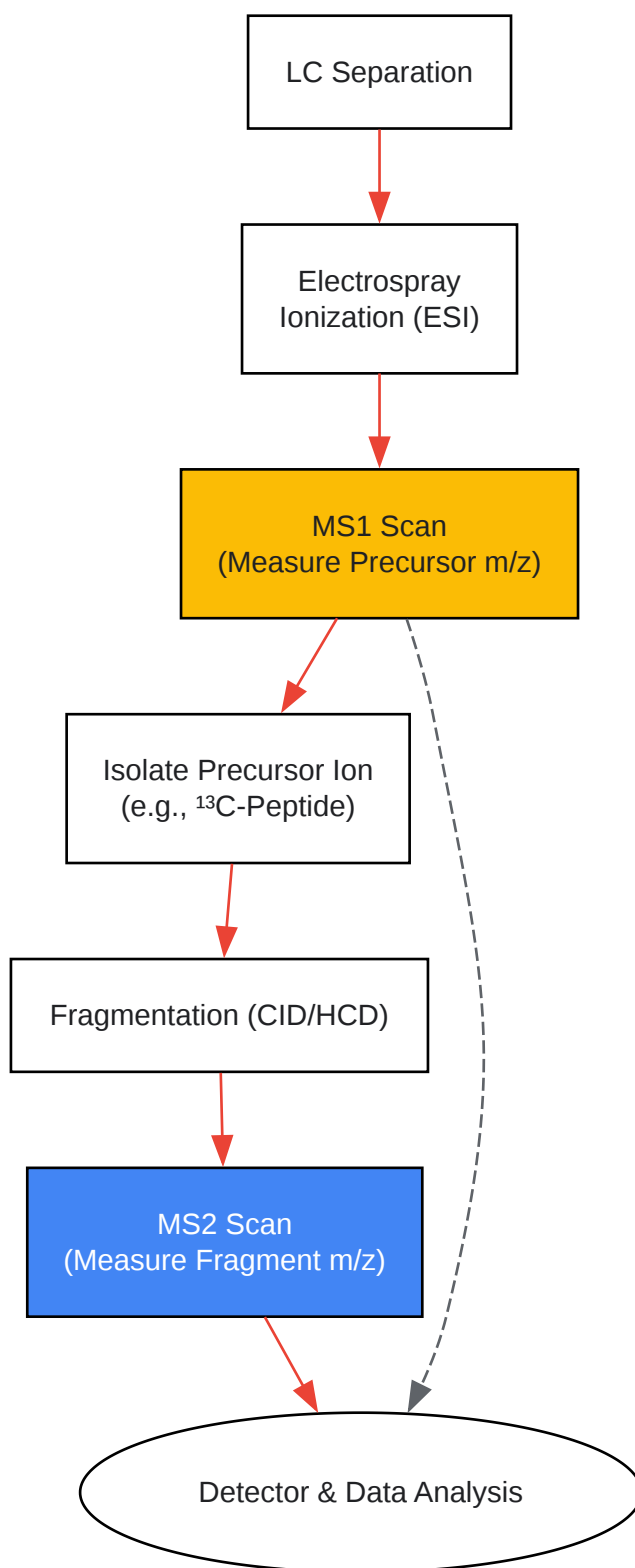 LC Separation
Electrospray
Ionization (ESI)
MS1 Scan
(Measure Precursor m/z)
Isolate Precursor Ion
(e.g., ¹³C-Peptide)
Fragmentation (CID/HCD)
MS2 Scan
(Measure Fragment m/z)
Detector & Data Analysis